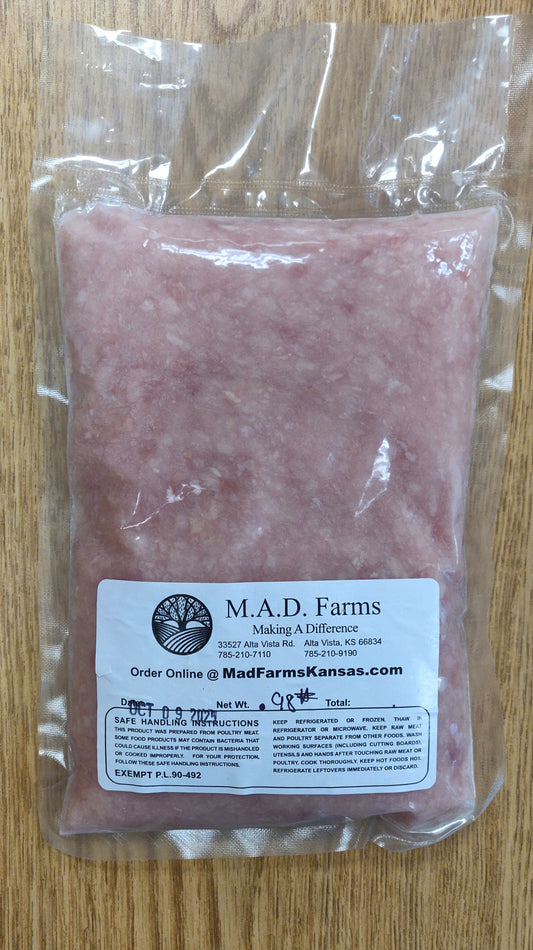 M.A.D. Farms
Making A Difference
33527 Alta Vista Rd. Alta Vista, KS 66834
785-210-7110 785-210-9190
Order Online @ MadFarmsKansas.com
OCT 09 2025 Net Wt. .98# Total: .
SAFE HANDLING INSTRUCTIONS
THIS PRODUCT WAS PREPARED FROM POULTRY MEAT.
SOME FOOD PRODUCTS MAY CONTAIN BACTERIA THAT
COULD CAUSE ILLNESS IF THE PRODUCT IS MISHANDLED
OR COOKED IMPROPERLY. FOR YOUR PROTECTION,
FOLLOW THESE SAFE HANDLING INSTRUCTIONS.
EXEMPT P.L.90-492
KEEP REFRIGERATED OR FROZEN. THAW IN
REFRIGERATOR OR MICROWAVE. KEEP RAW MEAT
AND POULTRY SEPARATE FROM OTHER FOODS. WASH
WORKING SURFACES (INCLUDING CUTTING BOARDS),
UTENSILS AND HANDS AFTER TOUCHING RAW MEAT OR
POULTRY. COOK THOROUGHLY. KEEP HOT FOODS HOT.
REFRIGERATE LEFTOVERS IMMEDIATELY OR DISCARD.